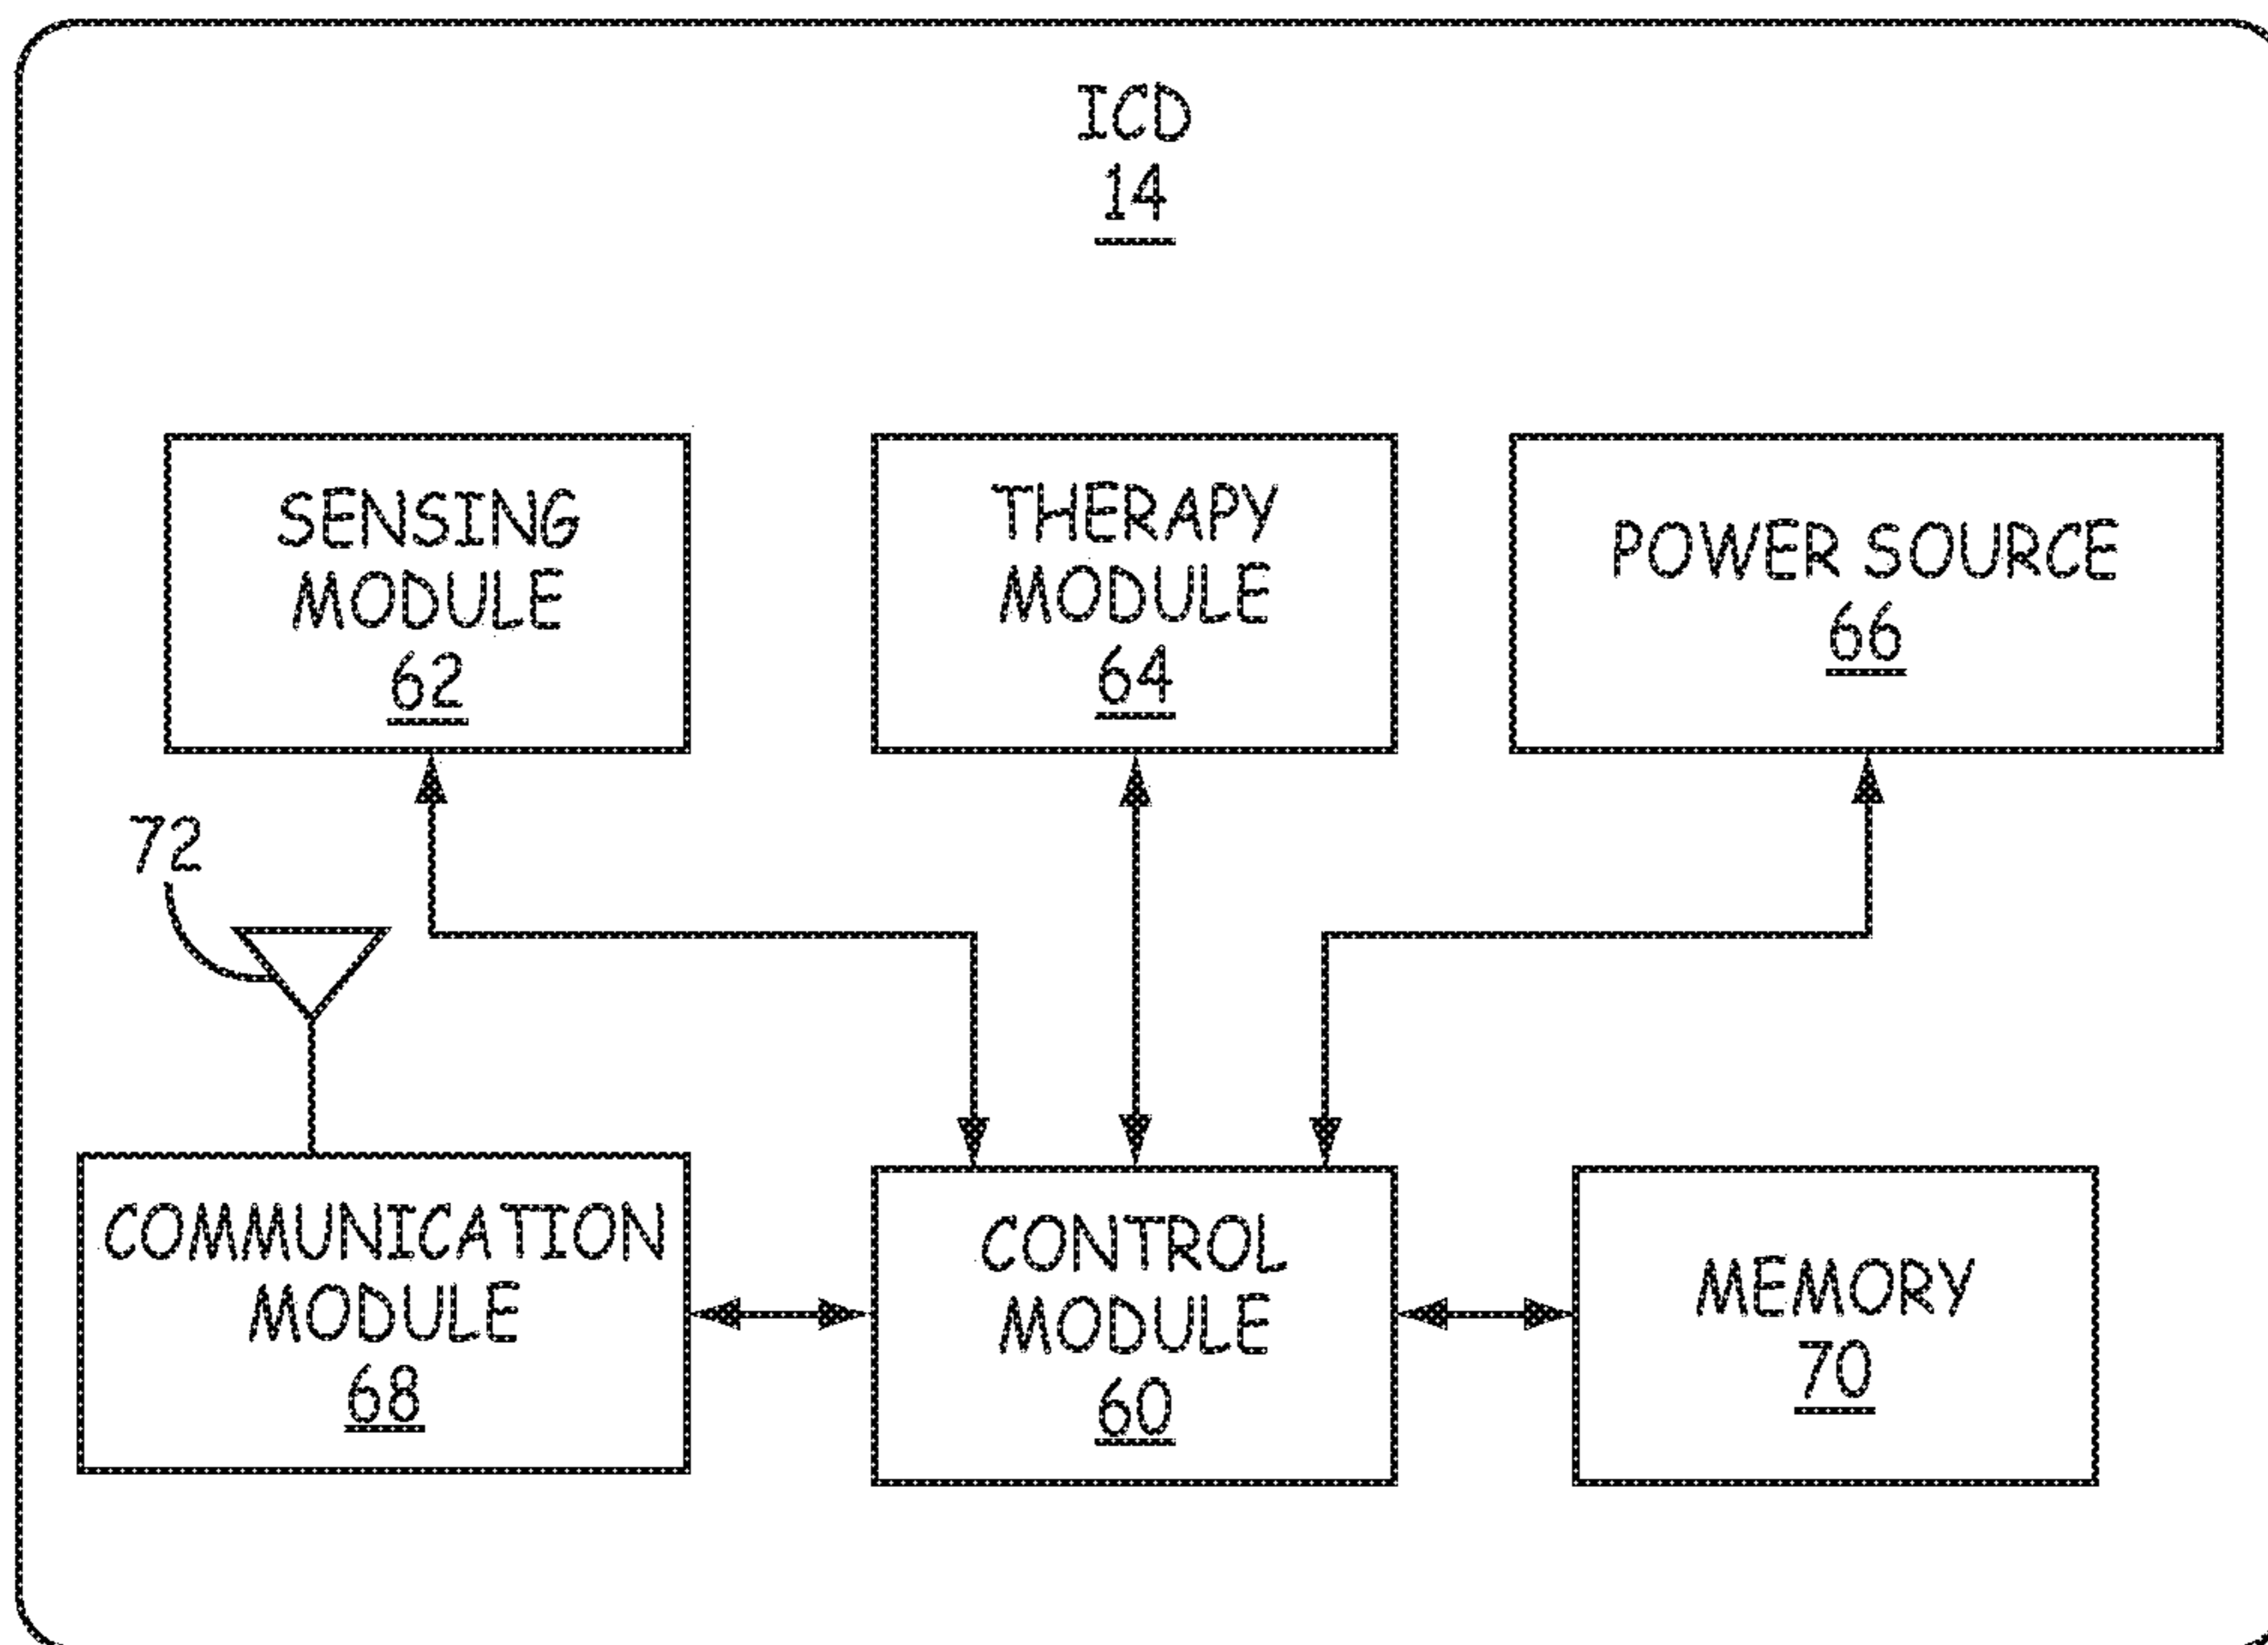 ICD
14
SENSING
MODULE
62
THERAPY
MODULE
64
POWER SOURCE
66
72
COMMUNICATION
MODULE
68
CONTROL
MODULE
60
MEMORY
70